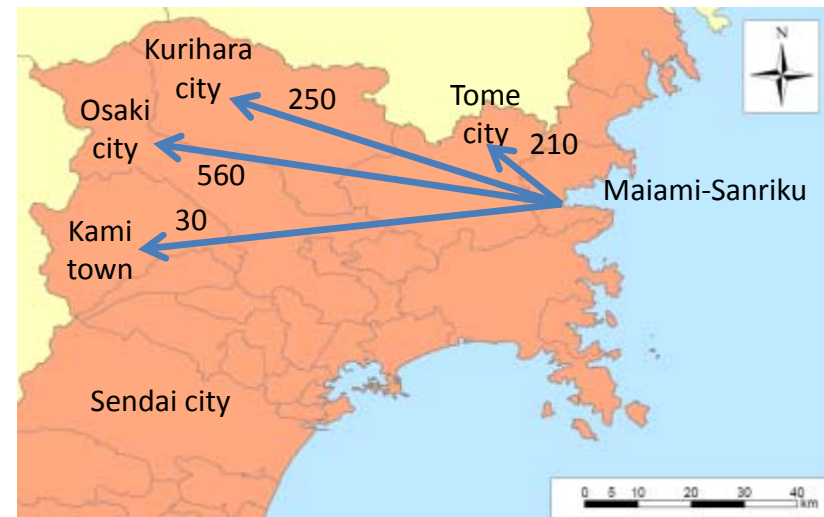 Kurihara
city
N
250
Osaki
city
Tome
city
210
560
Maiami-Sanriku
30
Kami
town
Sendai city
0 5 10 20 30 40
km